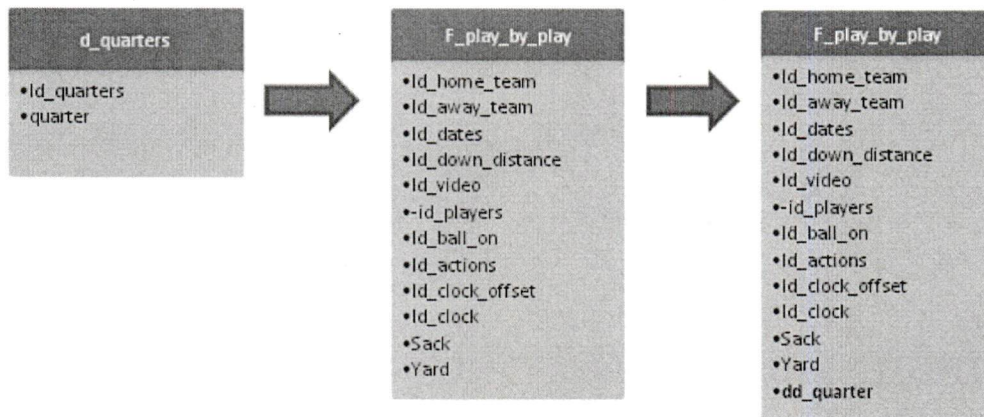 d_quarters
•Id_quarters
•quarter
F_play_by_play
•Id_home_team
•Id_away_team
•Id_dates
•Id_down_distance
•Id_video
•-id_players
•Id_ball_on
•Id_actions
•Id_clock_offset
•Id_clock
•Sack
•Yard
F_play_by_play
•Id_home_team
•Id_away_team
•Id_dates
•Id_down_distance
•Id_video
•-id_players
•Id_ball_on
•Id_actions
•Id_clock_offset
•Id_clock
•Sack
•Yard
•dd_quarter